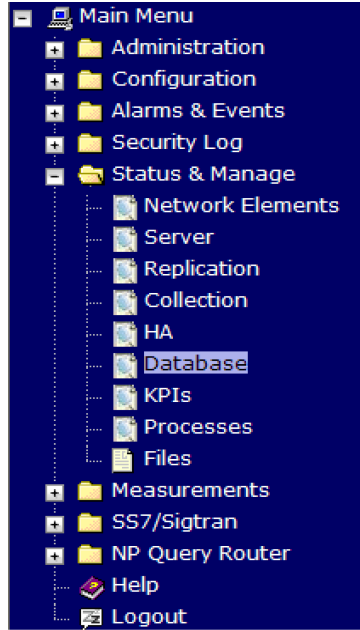 Main Menu
Administration
Configuration
Alarms & Events
Security Log
Status & Manage
Network Elements
Server
Replication
Collection
HA
Database
KPIs
Processes
Files
Measurements
SS7/Sigtran
NP Query Router
Help
Logout